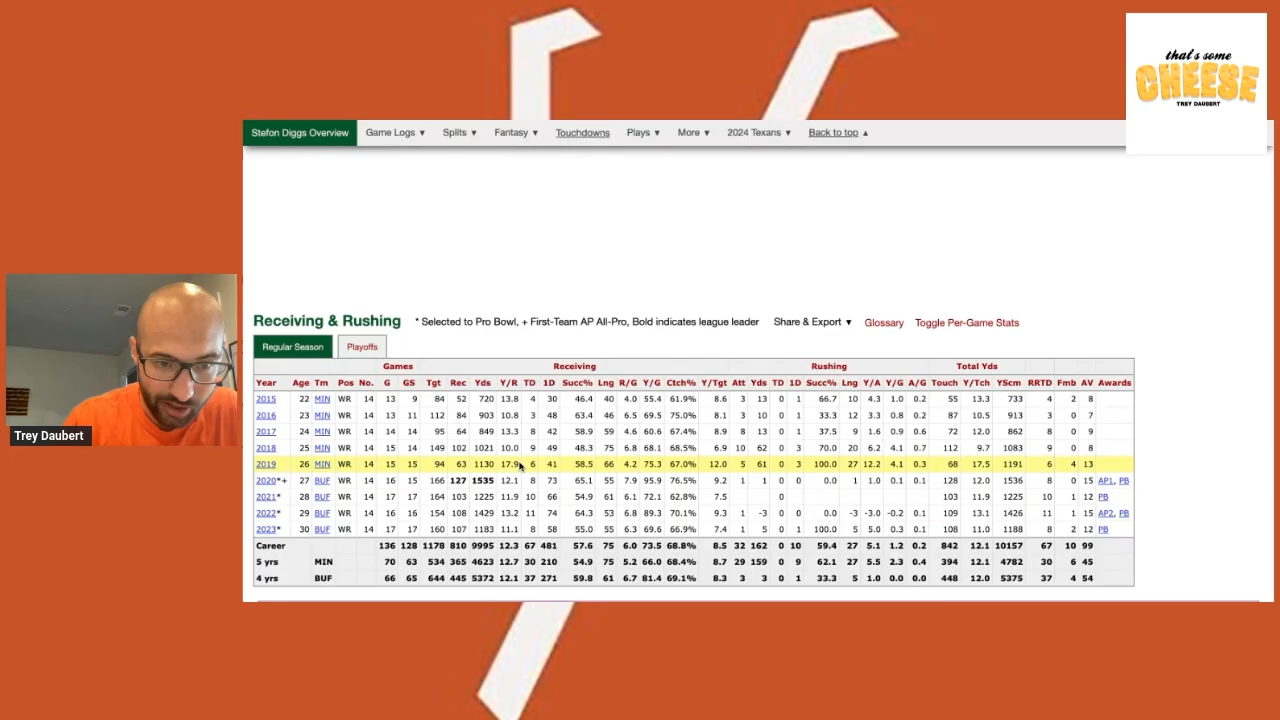 that's some
CHEESE
TREY DAUBERT
Stefon Diggs Overview Game Logs ▼ Splits ▼ Fantasy ▼ Touchdowns Plays ▼ More ▼ 2024 Texans ▼ Back to top ▲
Receiving & Rushing * Selected to Pro Bowl, + First-Team AP All-Pro, Bold indicates league leader Share & Export ▼ Glossary Toggle Per-Game Stats
Regular Season Playoffs
Games Receiving Rushing Total Yds
Year Age Tm Pos No. G GS Tgt Rec Yds Y/R TD 1D Succ% Lng R/G Y/G Ctch% Y/Tgt Att Yds TD 1D Succ% Lng Y/A Y/G A/G Touch Y/Tch YScm RRTD Fmb AV Awards
2015 22 MIN WR 14 13 9 84 52 720 13.8 4 30 46.4 40 4.0 55.4 61.9% 8.6 3 13 0 1 66.7 10 4.3 1.0 0.2 55 13.3 733 4 2 8
2016 23 MIN WR 14 13 11 112 84 903 10.8 3 48 63.4 46 6.5 69.5 75.0% 8.1 3 10 0 1 33.3 12 3.3 0.8 0.2 87 10.5 913 3 0 7
2017 24 MIN WR 14 14 14 95 64 849 13.3 8 42 58.9 59 4.6 60.6 67.4% 8.9 8 13 0 1 37.5 9 1.6 0.9 0.6 72 12.0 862 8 0 9
2018 25 MIN WR 14 15 14 149 102 1021 10.0 9 49 48.3 75 6.8 68.1 68.5% 6.9 10 62 0 3 70.0 20 6.2 4.1 0.7 112 9.7 1083 9 0 8
2019 26 MIN WR 14 15 15 94 63 1130 17.9 6 41 58.5 66 4.2 75.3 67.0% 12.0 5 61 0 3 100.0 27 12.2 4.1 0.3 68 17.5 1191 6 4 13
2020*+ 27 BUF WR 14 16 15 166 127 1535 12.1 8 73 65.1 55 7.9 95.9 76.5% 9.2 1 1 0 0 0.0 1 1.0 0.1 0.1 128 12.0 1536 8 0 15 AP1, PB
2021* 28 BUF WR 14 17 17 164 103 1225 11.9 10 66 54.9 61 6.1 72.1 62.8% 7.5 0 103 11.9 1225 10 1 12 PB
2022* 29 BUF WR 14 16 16 154 108 1429 13.2 11 74 64.3 53 6.8 89.3 70.1% 9.3 1 -3 0 0 0.0 -3 -3.0 -0.2 0.1 109 13.1 1426 11 1 15 AP2, PB
2023* 30 BUF WR 14 17 17 160 107 1183 11.1 8 58 55.0 55 6.3 69.6 66.9% 7.4 1 5 0 1 100.0 5 5.0 0.3 0.1 108 11.0 1188 8 2 12 PB
Career 136 128 1178 810 9995 12.3 67 481 57.6 75 6.0 73.5 68.8% 8.5 32 162 0 10 59.4 27 5.1 1.2 0.2 842 12.1 10157 67 10 99
5 yrs MIN 70 63 534 365 4623 12.7 30 210 54.9 75 5.2 66.0 68.4% 8.7 29 159 0 9 62.1 27 5.5 2.3 0.4 394 12.1 4782 30 6 45
4 yrs BUF 66 65 644 445 5372 12.1 37 271 59.8 61 6.7 81.4 69.1% 8.3 3 3 0 1 33.3 5 1.0 0.0 0.0 448 12.0 5375 37 4 54
Trey Daubert